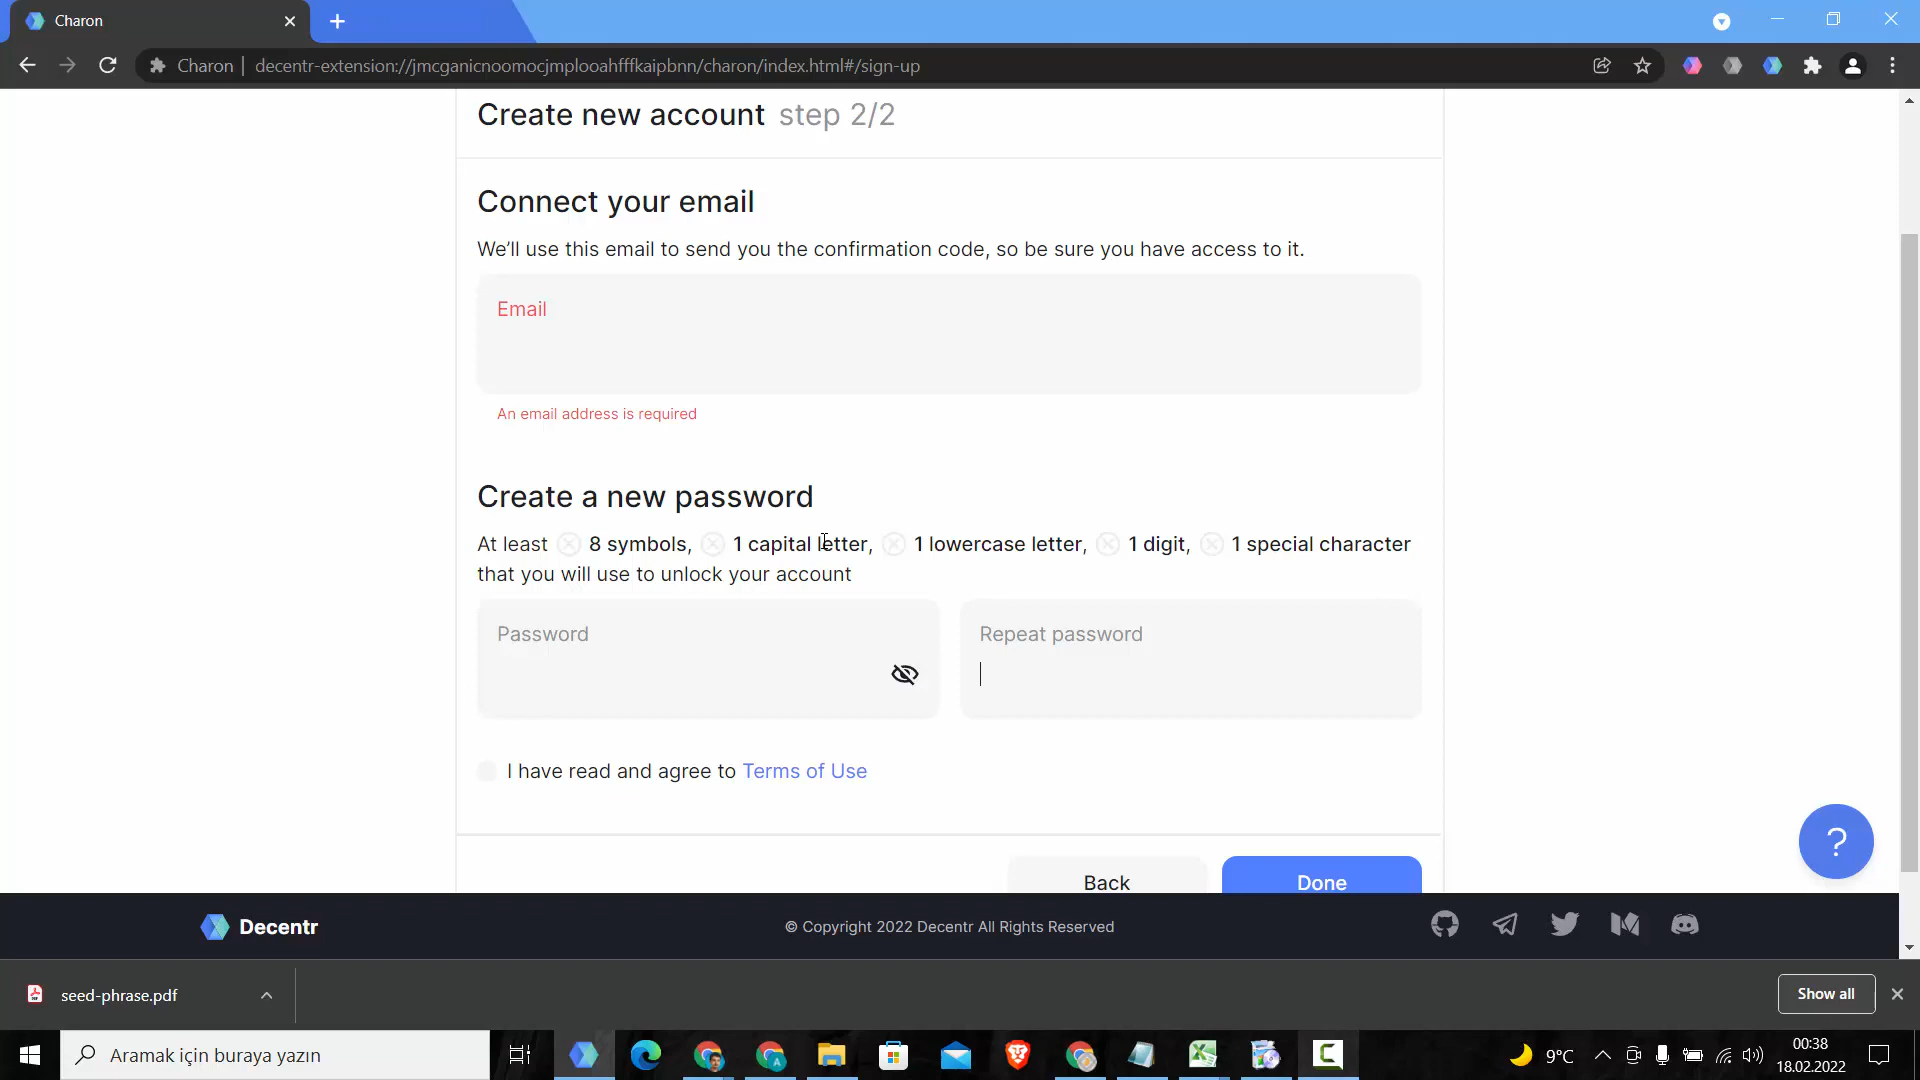 Charon
Charon | decentr-extension://jmcganicnoomocjmplooahfffkaipbnn/charon/index.html#/sign-up
Create new account step 2/2
Connect your email
We'll use this email to send you the confirmation code, so be sure you have access to it.
Email
An email address is required
Create a new password
At least 8 symbols, 1 capital letter, 1 lowercase letter, 1 digit, 1 special character
that you will use to unlock your account
Password
Repeat password
I have read and agree to Terms of Use
Back
Done
?
Decentr
© Copyright 2022 Decentr All Rights Reserved
seed-phrase.pdf
Show all
Aramak için buraya yazın
9°C
00:38
18.02.2022